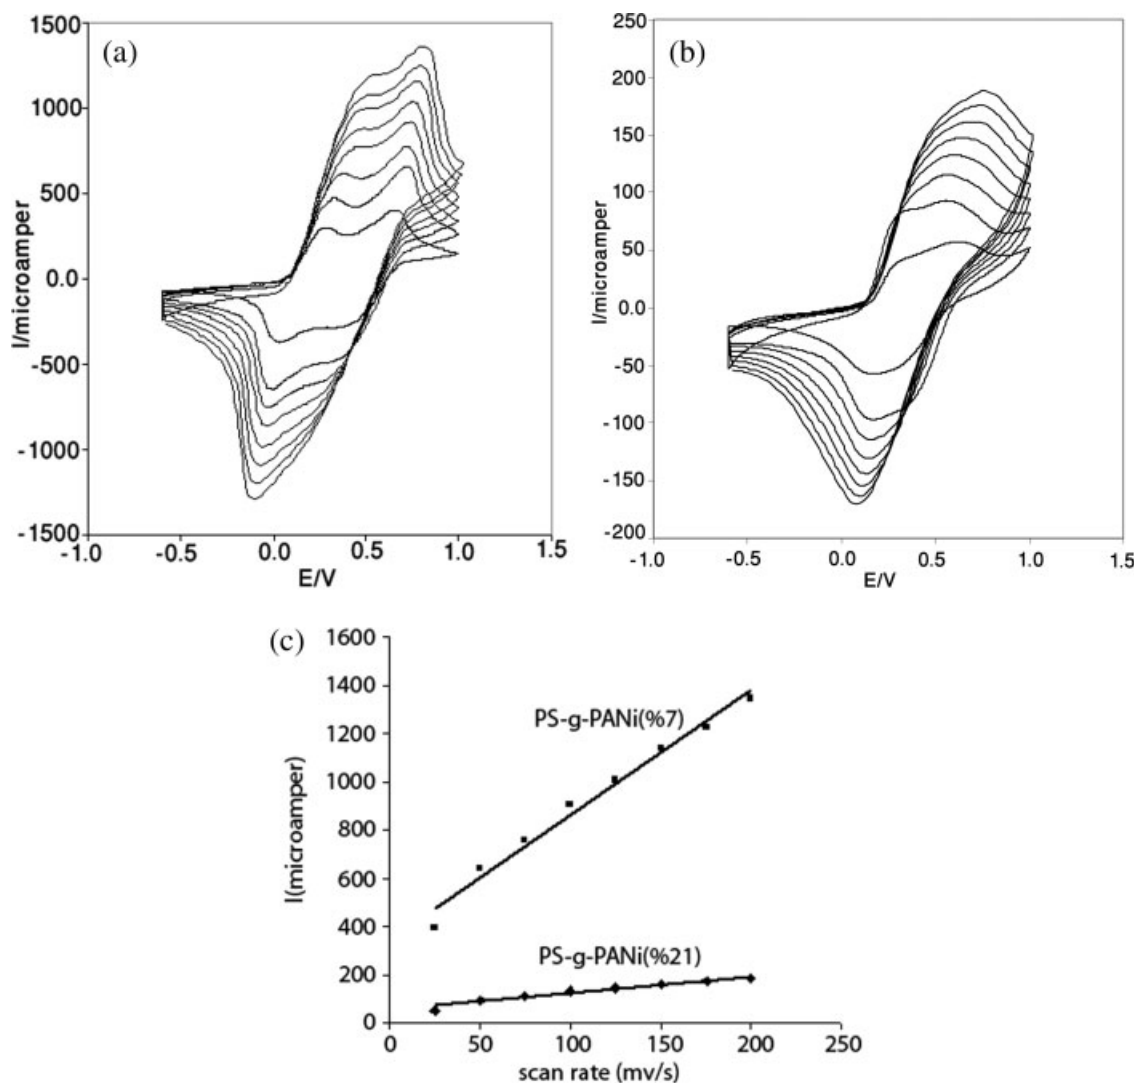 (a)
1500
1000
500
0.0
-500
-1000
-1500
-1.0 -0.5 0.0 0.5 1.0 1.5
E/V
I/microamper
(b)
250
200
150
100
50
0.0
-50
-100
-150
-200
-1.0 -0.5 0.0 0.5 1.0 1.5
E/V
I/microamper
(c)
1600
1400
1200
1000
800
600
400
200
0
PS-g-PANi(%7)
PS-g-PANi(%21)
0 50 100 150 200 250
scan rate (mv/s)
I(microamper)